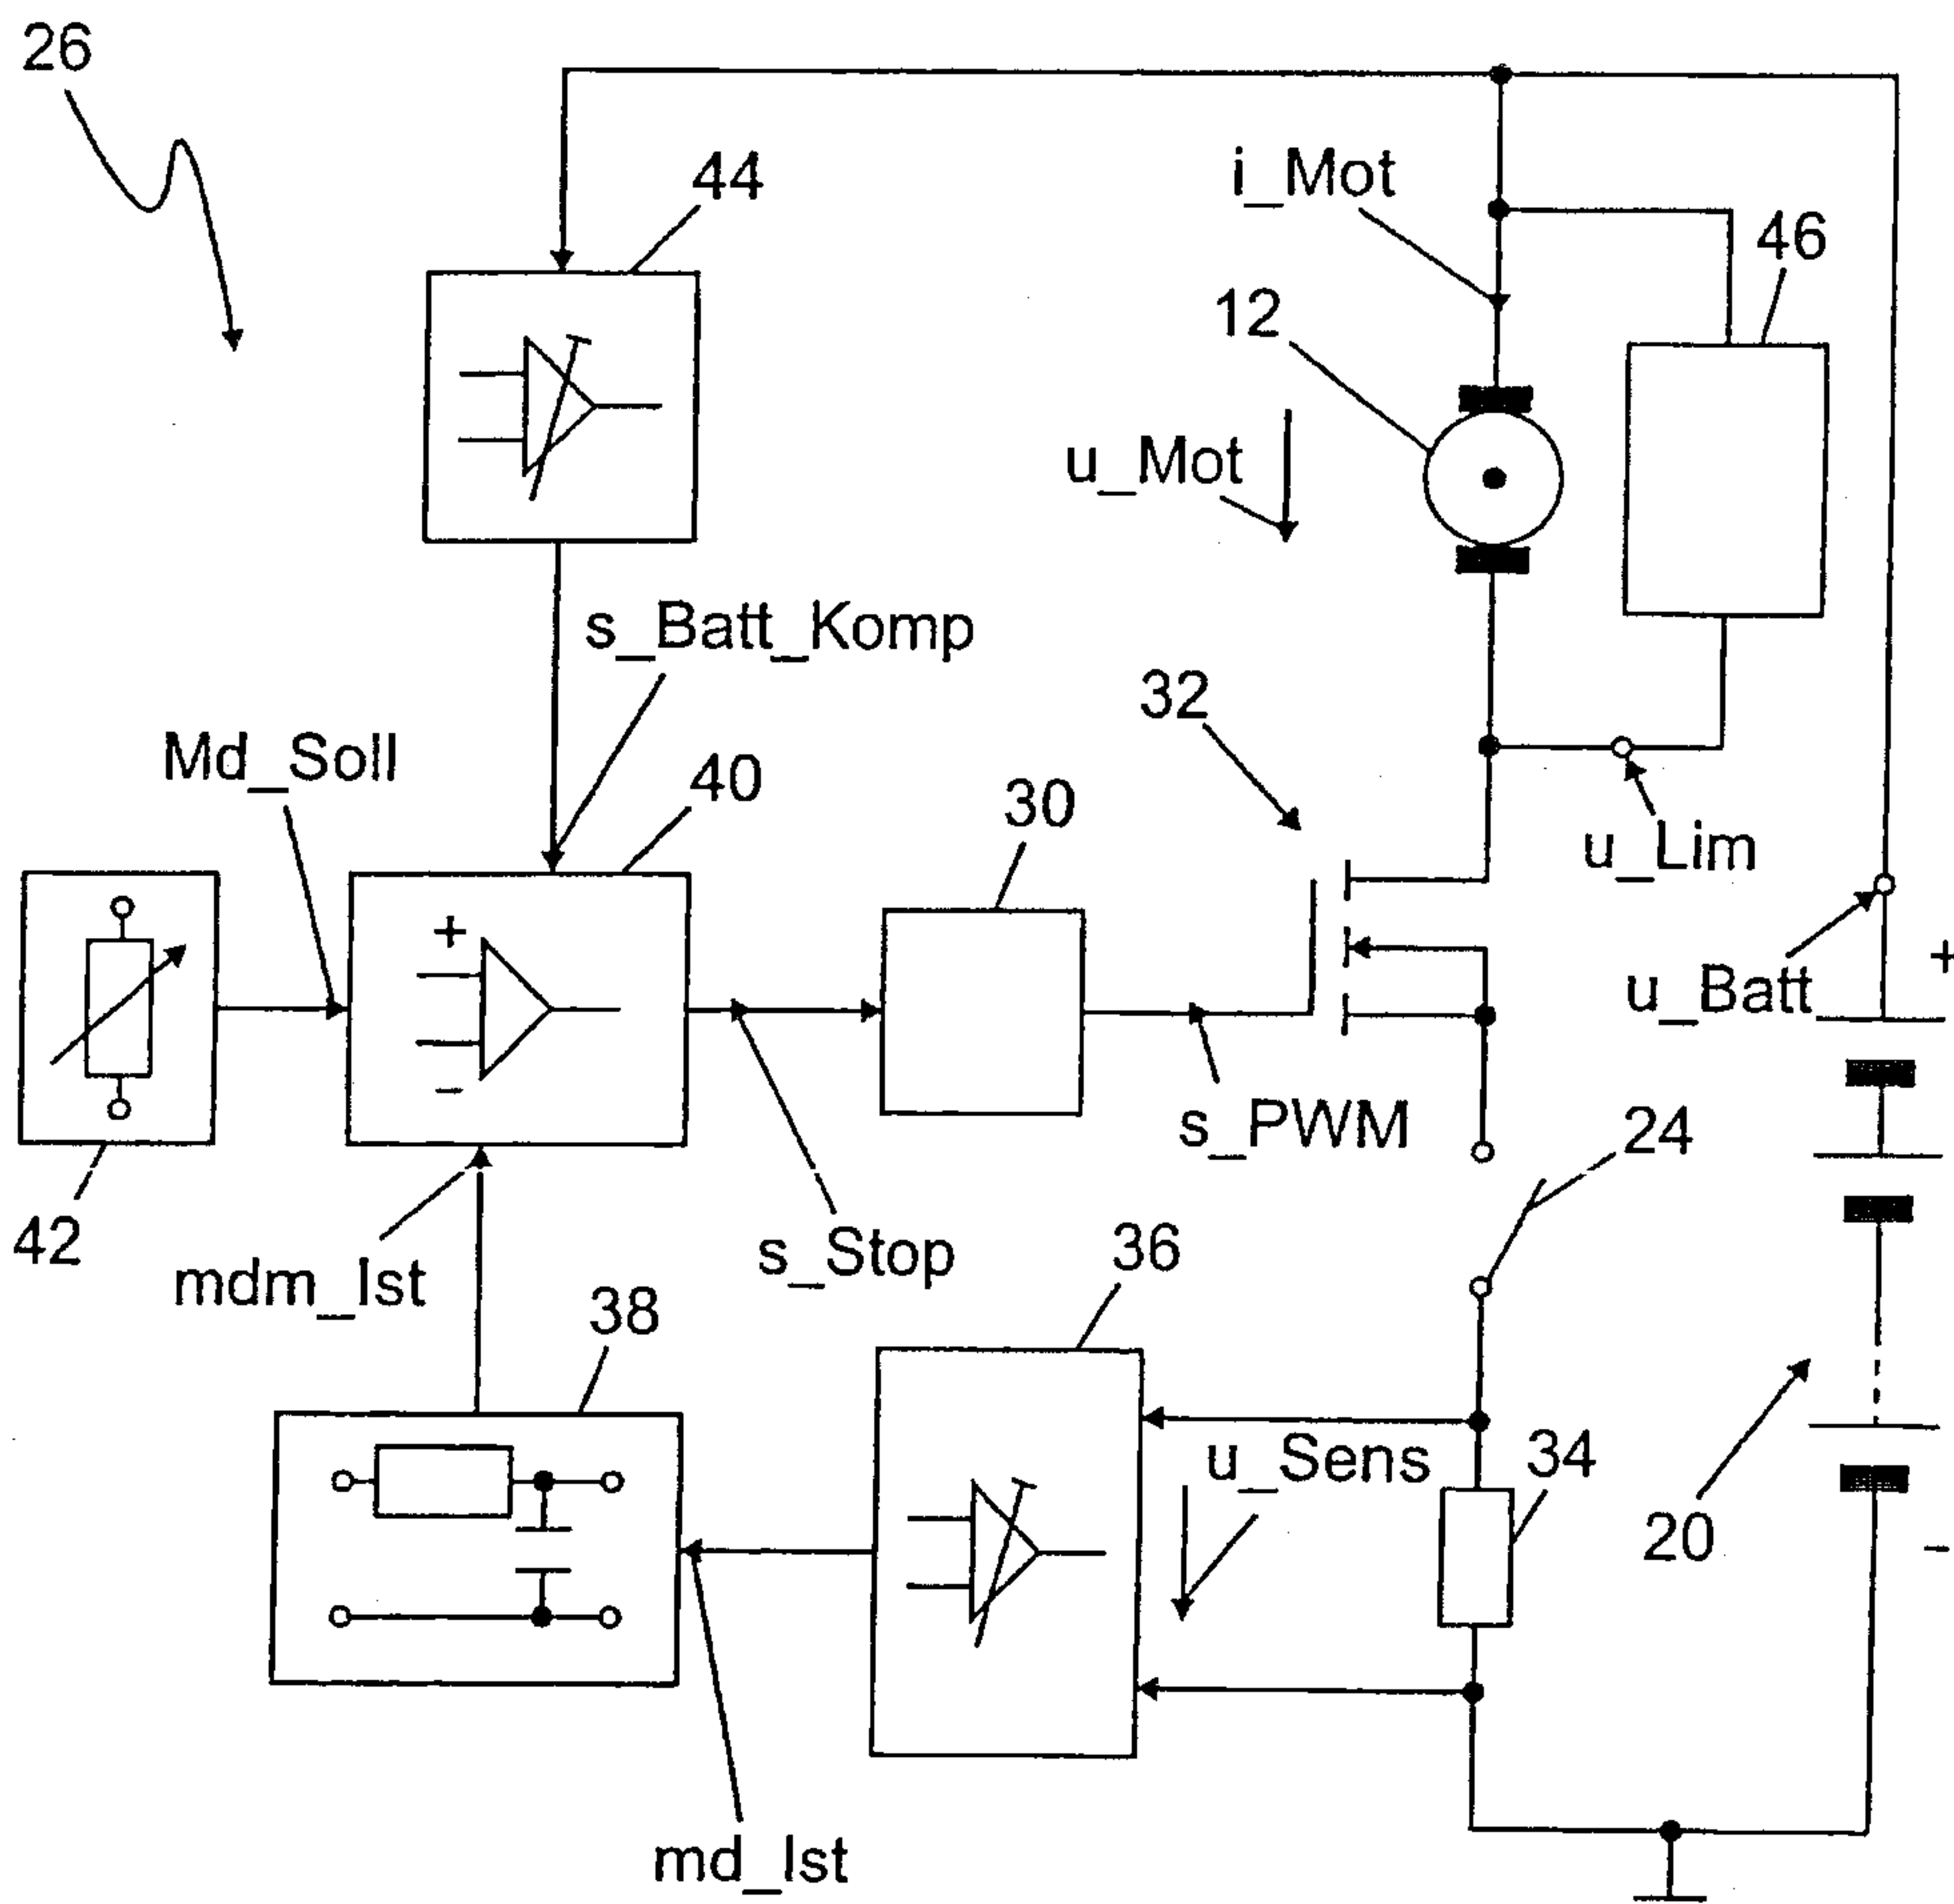 26
44
i_Mot
46
12
u_Mot
s_Batt_Komp
32
Md_Soll
40
30
u_Lim
+
+
u_Batt
−
s_PWM
24
42
mdm_Ist
s_Stop
36
38
u_Sens
34
20
−
md_Ist